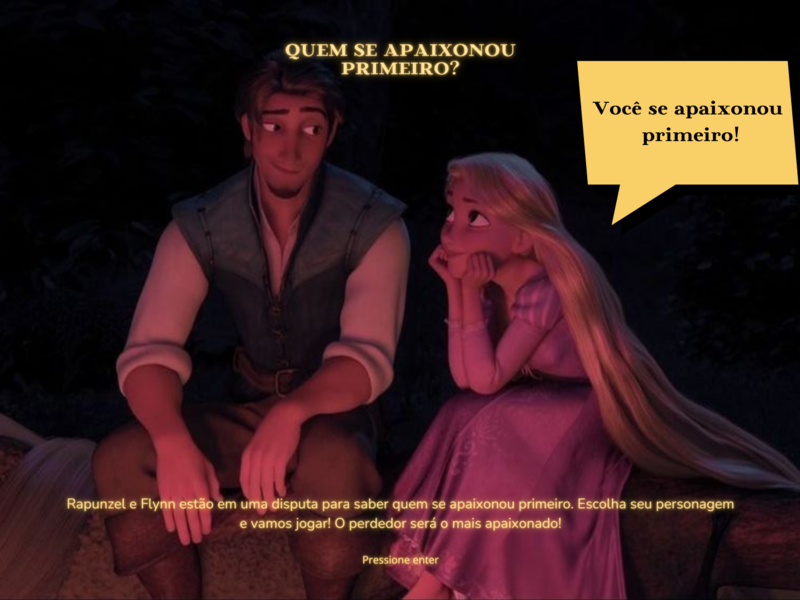 QUEM SE APAIXONOU
PRIMEIRO?
Você se apaixonou
primeiro!
Rapunzel e Flynn estão em uma disputa para saber quem se apaixonou primeiro. Escolha seu personagem
e vamos jogar! O perdedor será o mais apaixonado!
Pressione enter